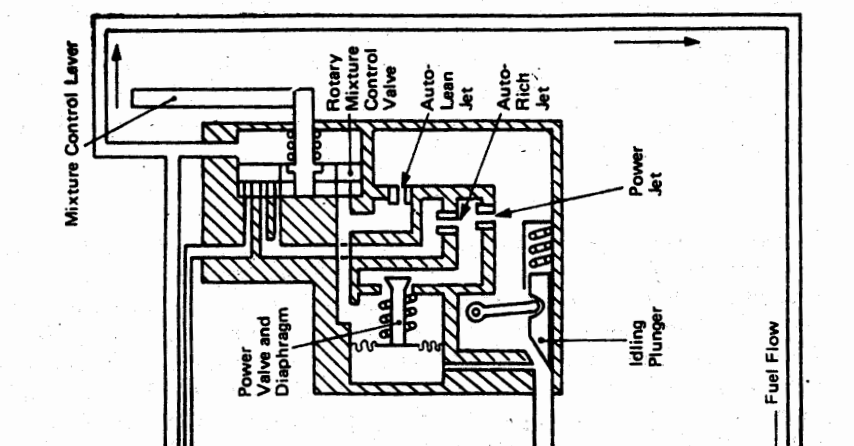 Mixture Control Laver
Rotary
Mixture
Control
Valve
Auto-
Lean
Jet
Auto-
Rich
Jet
Power
Jet
Power
Valve and
Diaphragm
Idling
Plunger
Fuel Flow